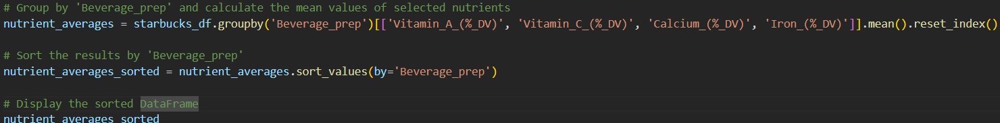 # Group by 'Beverage_prep' and calculate the mean values of selected nutrients
nutrient_averages = starbucks_df.groupby('Beverage_prep')[['Vitamin_A_(%_DV)', 'Vitamin_C_(%_DV)', 'Calcium_(%_DV)', 'Iron_(%_DV)']].mean().reset_index()
# Sort the results by 'Beverage_prep'
nutrient_averages_sorted = nutrient_averages.sort_values(by='Beverage_prep')
# Display the sorted DataFrame
nutrient_averages_sorted